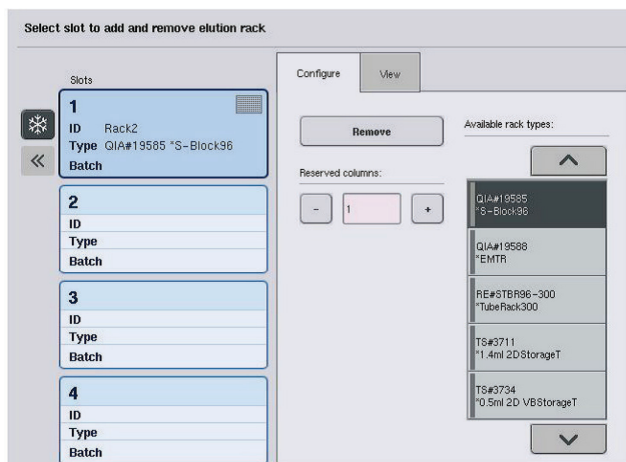 Select slot to add and remove elution rack
Slots
1
ID Rack2
Type QIA#19585 *S-Block96
Batch
2
ID
Type
Batch
3
ID
Type
Batch
4
ID
Type
Batch
Configure
View
Remove
Reserved columns:
- 1 +
Available rack types:
QIA#19585
*S-Block96
QIA#19588
*EMTR
RE#STBR96-300
*TubeRack300
TS#3711
*1.4ml 2DStorageT
TS#3734
*0.5ml 2D VBStorageT